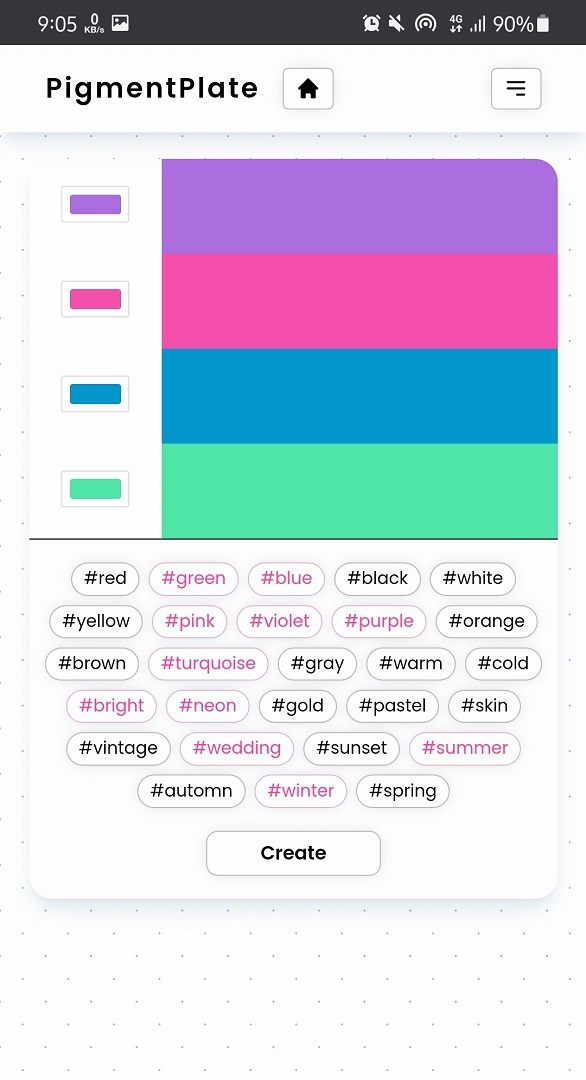 9:05 0 KB/s 4G 90%
PigmentPlate
#red #green #blue #black #white
#yellow #pink #violet #purple #orange
#brown #turquoise #gray #warm #cold
#bright #neon #gold #pastel #skin
#vintage #wedding #sunset #summer
#automn #winter #spring
Create